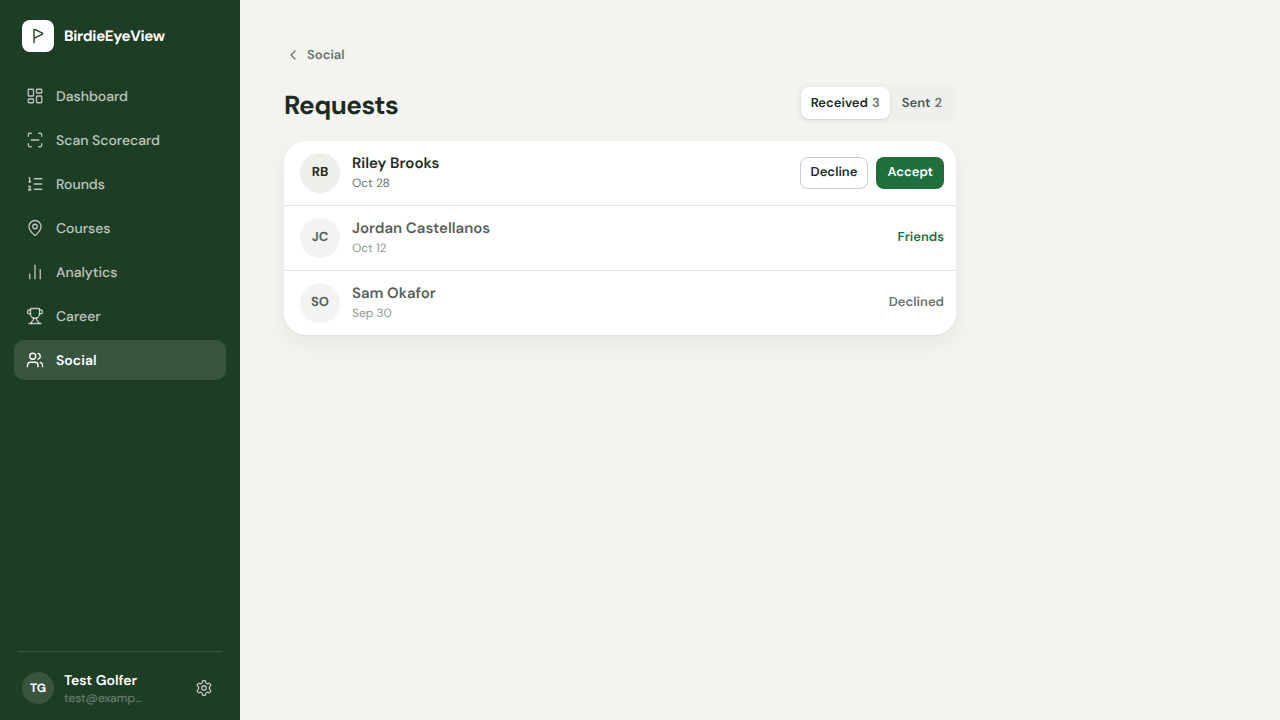 BirdieEyeView
Dashboard
Scan Scorecard
Rounds
Courses
Analytics
Career
Social
Test Golfer
test@examp...
TG
Social
Requests
Received 3
Sent 2
RB
Riley Brooks
Oct 28
Decline
Accept
JC
Jordan Castellanos
Oct 12
Friends
SO
Sam Okafor
Sep 30
Declined